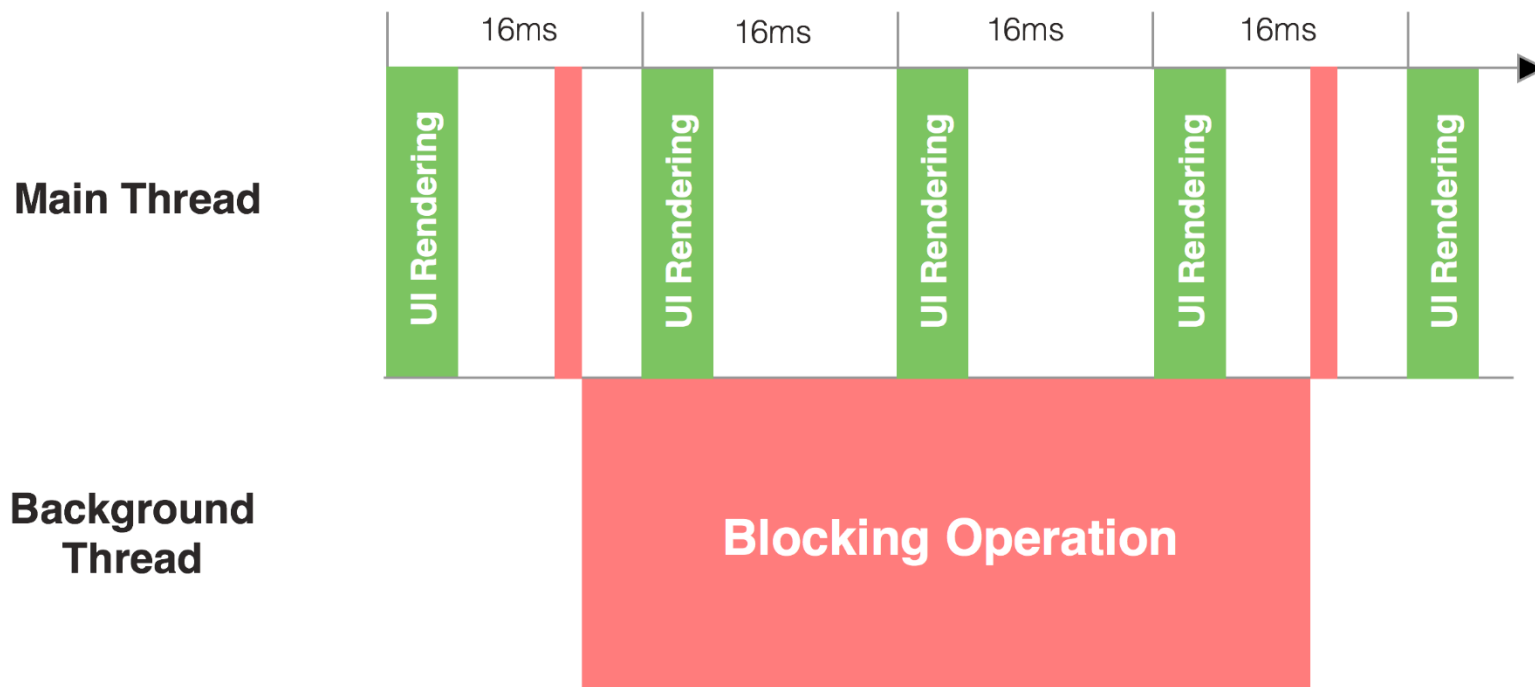 16ms
16ms
16ms
16ms
Main Thread
UI Rendering
UI Rendering
UI Rendering
UI Rendering
UI Rendering
Background
Thread
Blocking Operation